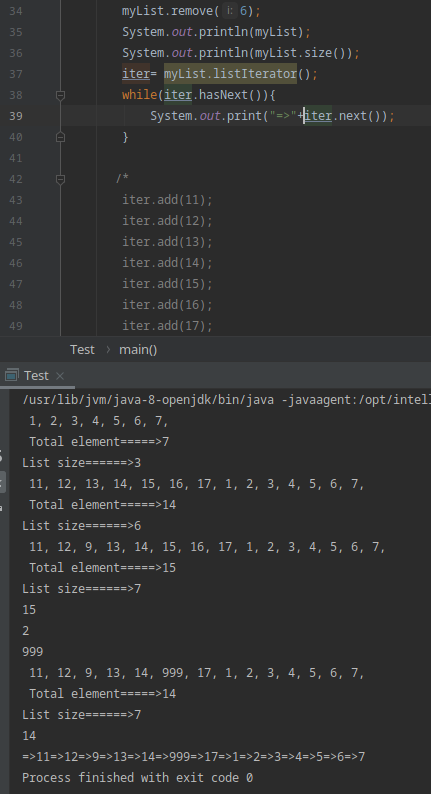 34 myList.remove( i: 6);
35 System.out.println(myList);
36 System.out.println(myList.size());
37 iter= myList.listIterator();
38 while(iter.hasNext()){
39 System.out.print("=>"+iter.next());
40 }
41
42 /*
43 iter.add(11);
44 iter.add(12);
45 iter.add(13);
46 iter.add(14);
47 iter.add(15);
48 iter.add(16);
49 iter.add(17);
Test > main()
Test ×
/usr/lib/jvm/java-8-openjdk/bin/java -javaagent:/opt/intell
1, 2, 3, 4, 5, 6, 7,
Total element=====>7
List size======>3
11, 12, 13, 14, 15, 16, 17, 1, 2, 3, 4, 5, 6, 7,
Total element=====>14
List size======>6
11, 12, 9, 13, 14, 15, 16, 17, 1, 2, 3, 4, 5, 6, 7,
Total element=====>15
List size======>7
15
2
999
11, 12, 9, 13, 14, 999, 17, 1, 2, 3, 4, 5, 6, 7,
Total element=====>14
List size======>7
14
=>11=>12=>9=>13=>14=>999=>17=>1=>2=>3=>4=>5=>6=>7
Process finished with exit code 0